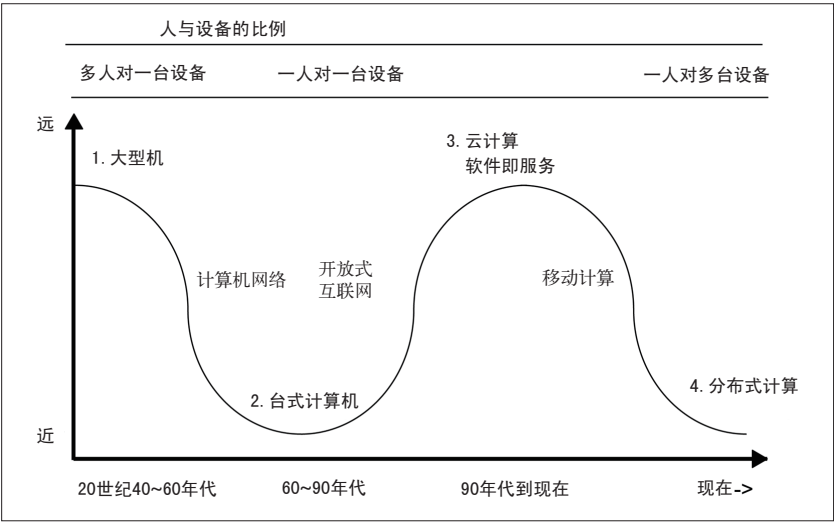 人与设备的比例
多人对一台设备
一人对一台设备
一人对多台设备
远
1. 大型机
3. 云计算
软件即服务
计算机网络
开放式
互联网
移动计算
2. 台式计算机
4. 分布式计算
近
20世纪40~60年代
60~90年代
90年代到现在
现在->